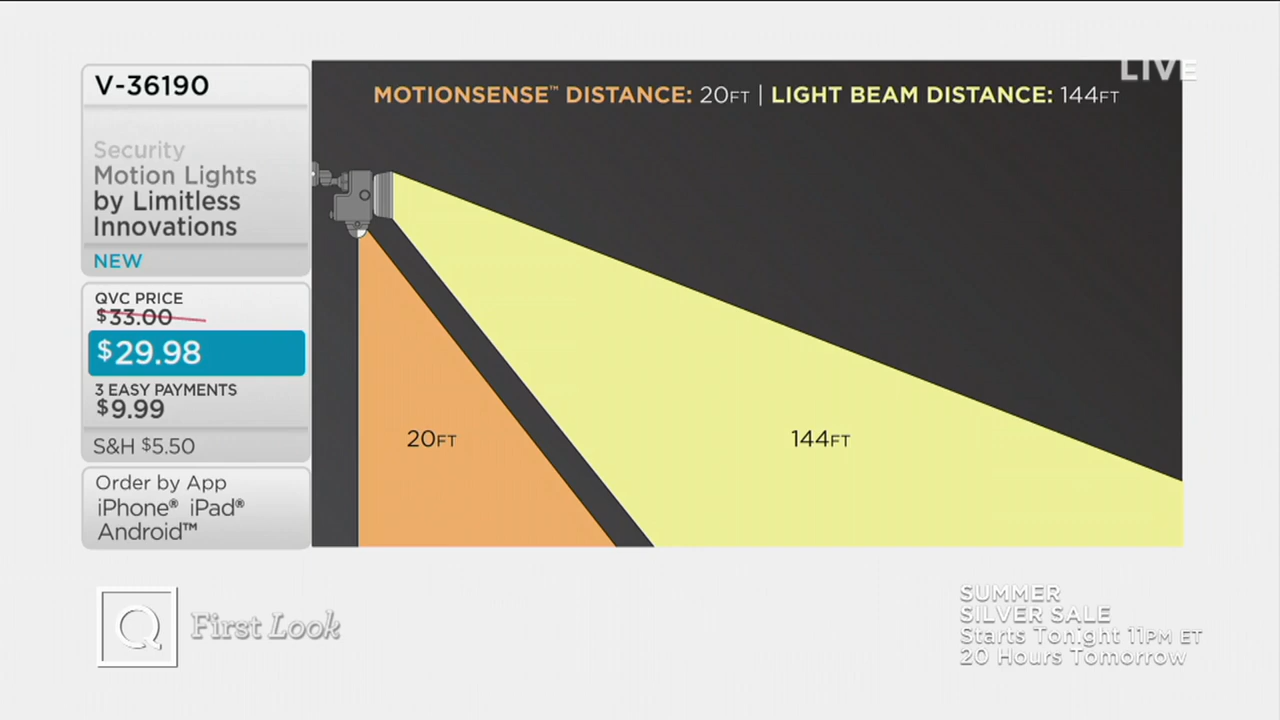 V-36190
Security
Motion Lights
by Limitless
Innovations
NEW
QVC PRICE
$33.00
$29.98
3 EASY PAYMENTS
$9.99
S&H $5.50
Order by App
iPhone® iPad®
Android™
LIVE
MOTIONSENSE™ DISTANCE: 20FT | LIGHT BEAM DISTANCE: 144FT
20FT
144FT
Q First Look
SUMMER
SILVER SALE
Starts Tonight 11PM ET
20 Hours Tomorrow